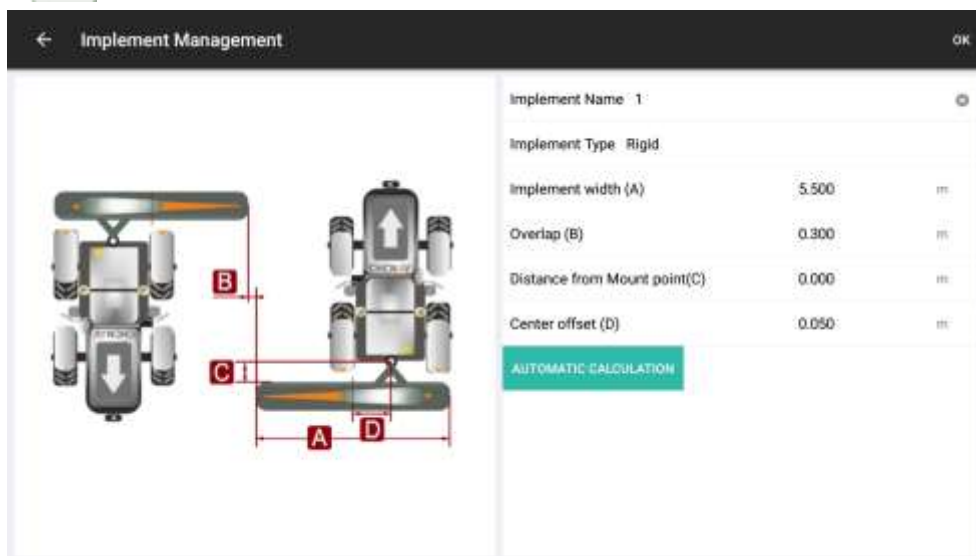 Implement Management
OK
Implement Name 1
Implement Type Rigid
Implement width (A) 5.500 m
Overlap (B) 0.300 m
Distance from Mount point(C) 0.000 m
Center offset (D) 0.050 m
AUTOMATIC CALCULATION
B
C
A
D